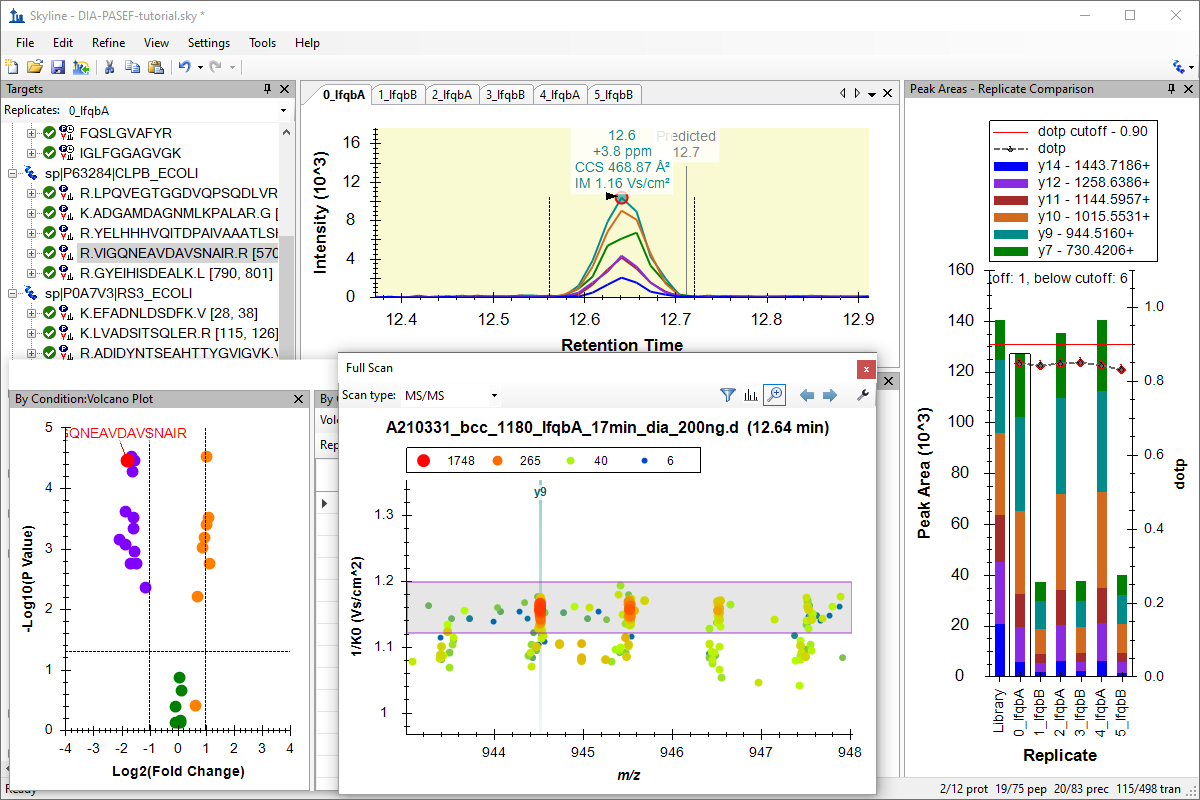 Skyline - DIA-PASEF-tutorial.sky *
File Edit Refine View Settings Tools Help
Targets
Replicates: 0_lfqbA
FQSLGVAFYR
IGLFGGAGVGK
sp|P63284|CLPB_ECOLI
R.LPQVEGTGGDVQPSQDLVR
K.ADGAMDAGNMLKPALAR.G [
R.YELHHHVQITDPAIVAAATLSH
R.VIGQNEAVDAVSNAIR.R [570
R.GYEIHISDEALK.L [790, 801]
sp|P0A7V3|RS3_ECOLI
K.EFADNLDSDFK.V [28, 38]
K.LVADSITSQLER.R [115, 126]
R.ADIDYNTSEAHTTYGVIGVK.V
0_lfqbA 1_lfqbB 2_lfqbA 3_lfqbB 4_lfqbA 5_lfqbB
Intensity (10^3)
16
12
8
4
0
12.6
+3.8 ppm
CCS 468.87 Å²
IM 1.16 Vs/cm²
Predicted
12.7
12.4 12.5 12.6 12.7 12.8 12.9
Retention Time
Peak Areas - Replicate Comparison
dotp cutoff - 0.90
dotp
y14 - 1443.7186+
y12 - 1258.6386+
y11 - 1144.5957+
y10 - 1015.5531+
y9 - 944.5160+
y7 - 730.4206+
off: 1, below cutoff: 6
Peak Area (10^3)
160
140
120
100
80
60
40
20
0
1.0
0.8
0.6
0.4
0.2
0.0
dotp
Library 0_lfqbA 1_lfqbB 2_lfqbA 3_lfqbB 4_lfqbA 5_lfqbB
Replicate
By Condition:Volcano Plot
QNEAVDAVSNAIR
-Log10(P Value)
5
4
3
2
1
0
-4 -3 -2 -1 0 1 2 3 4
Log2(Fold Change)
By C
Volc
Rep
Full Scan
Scan type: MS/MS
A210331_bcc_1180_lfqbA_17min_dia_200ng.d (12.64 min)
1748 265 40 6
y9
1/K0 (Vs/cm^2)
1.3
1.2
1.1
1
944 945 946 947 948
m/z
Ready
2/12 prot 19/75 pep 20/83 prec 115/498 tran